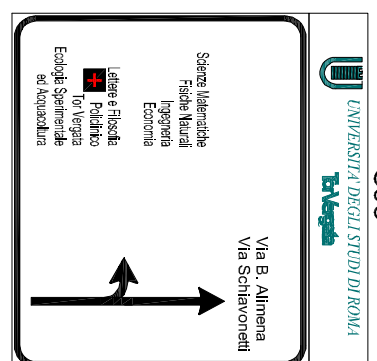 UNIVERSITA' DEGLI STUDI DI ROMA
Tor Vergata
Via B. Alimena
Via Schiavonetti
Scienze Matematiche
Fisiche Naturali
Ingegneria
Economia
Lettere e Filosofia
Policlinico
Tor Vergata
Ecologia Sperimentale
ed Acquacoltura